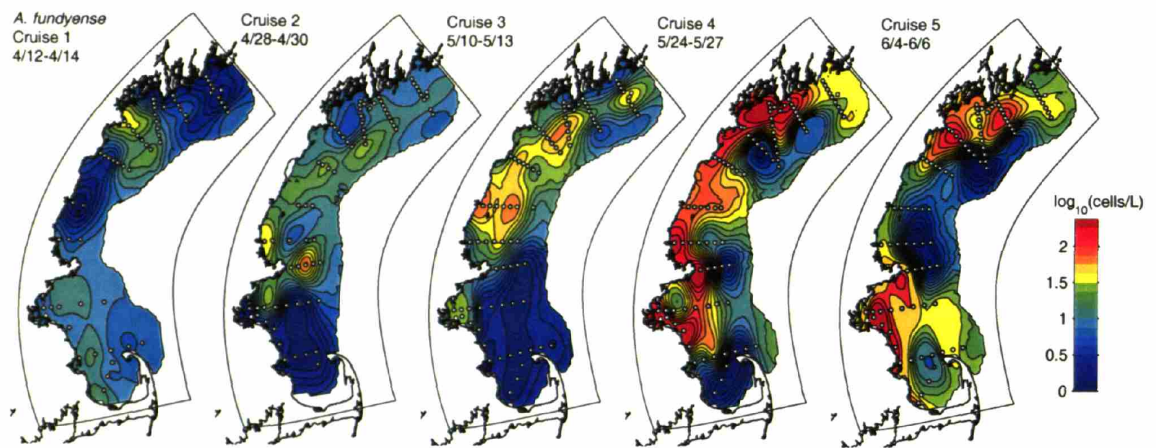 A. fundyense
Cruise 1
4/12-4/14
Cruise 2
4/28-4/30
Cruise 3
5/10-5/13
Cruise 4
5/24-5/27
Cruise 5
6/4-6/6
log10(cells/L)
2
1.5
1
0.5
0